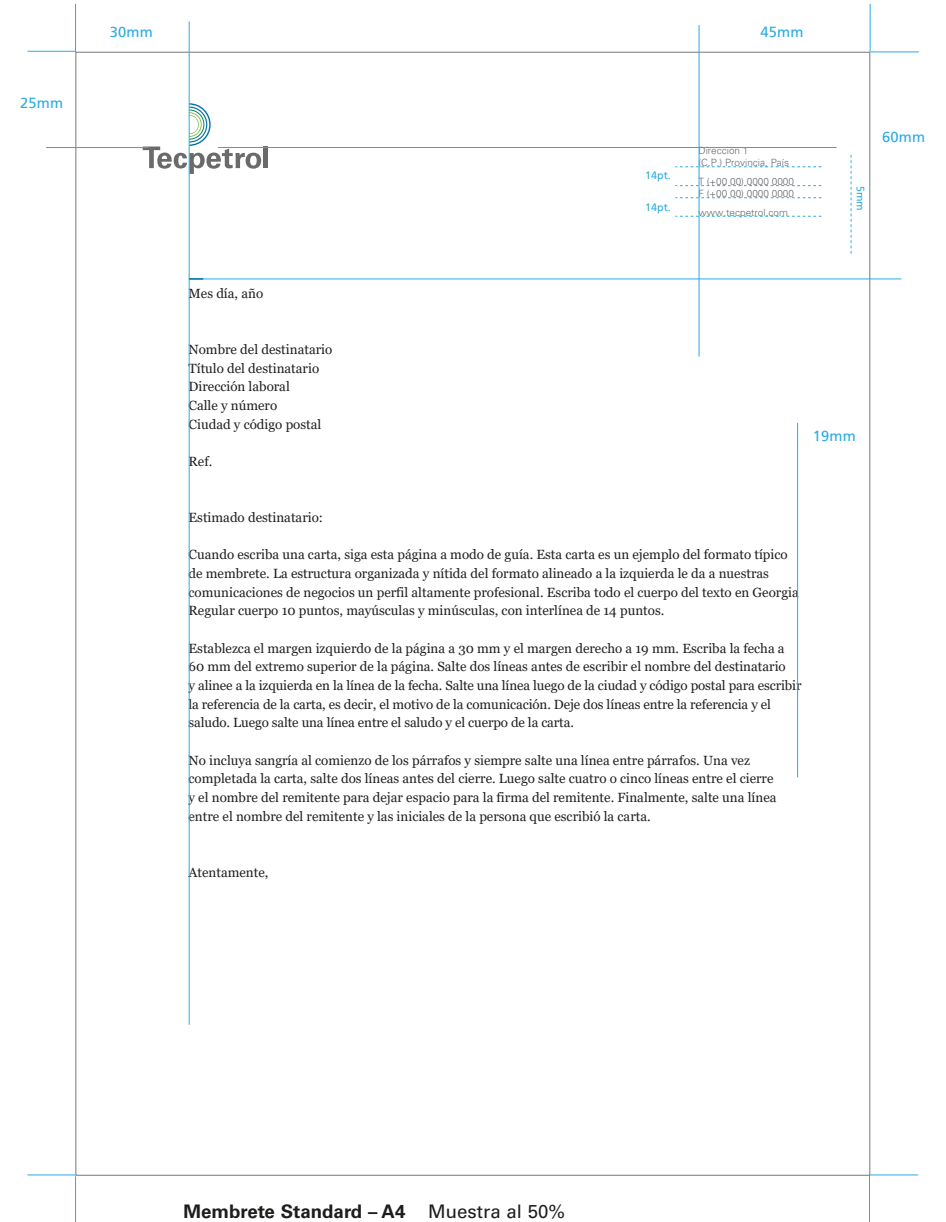 30mm
45mm
25mm
60mm
Tecpetrol
Dirección 1
(C.P.) Provincia, País
14pt.
T (+00 00) 0000 0000
F (+00 00) 0000 0000
14pt.
www.tecpetrol.com
5mm
Mes día, año
Nombre del destinatario
Título del destinatario
Dirección laboral
Calle y número
Ciudad y código postal
19mm
Ref.
Estimado destinatario:
Cuando escriba una carta, siga esta página a modo de guía. Esta carta es un ejemplo del formato típico
de membrete. La estructura organizada y nítida del formato alineado a la izquierda le da a nuestras
comunicaciones de negocios un perfil altamente profesional. Escriba todo el cuerpo del texto en Georgia
Regular cuerpo 10 puntos, mayúsculas y minúsculas, con interlínea de 14 puntos.
Establezca el margen izquierdo de la página a 30 mm y el margen derecho a 19 mm. Escriba la fecha a
60 mm del extremo superior de la página. Salte dos líneas antes de escribir el nombre del destinatario
y alinee a la izquierda en la línea de la fecha. Salte una línea luego de la ciudad y código postal para escribir
la referencia de la carta, es decir, el motivo de la comunicación. Deje dos líneas entre la referencia y el
saludo. Luego salte una línea entre el saludo y el cuerpo de la carta.
No incluya sangría al comienzo de los párrafos y siempre salte una línea entre párrafos. Una vez
completada la carta, salte dos líneas antes del cierre. Luego salte cuatro o cinco líneas entre el cierre
y el nombre del remitente para dejar espacio para la firma del remitente. Finalmente, salte una línea
entre el nombre del remitente y las iniciales de la persona que escribió la carta.
Atentamente,
Membrete Standard – A4 Muestra al 50%